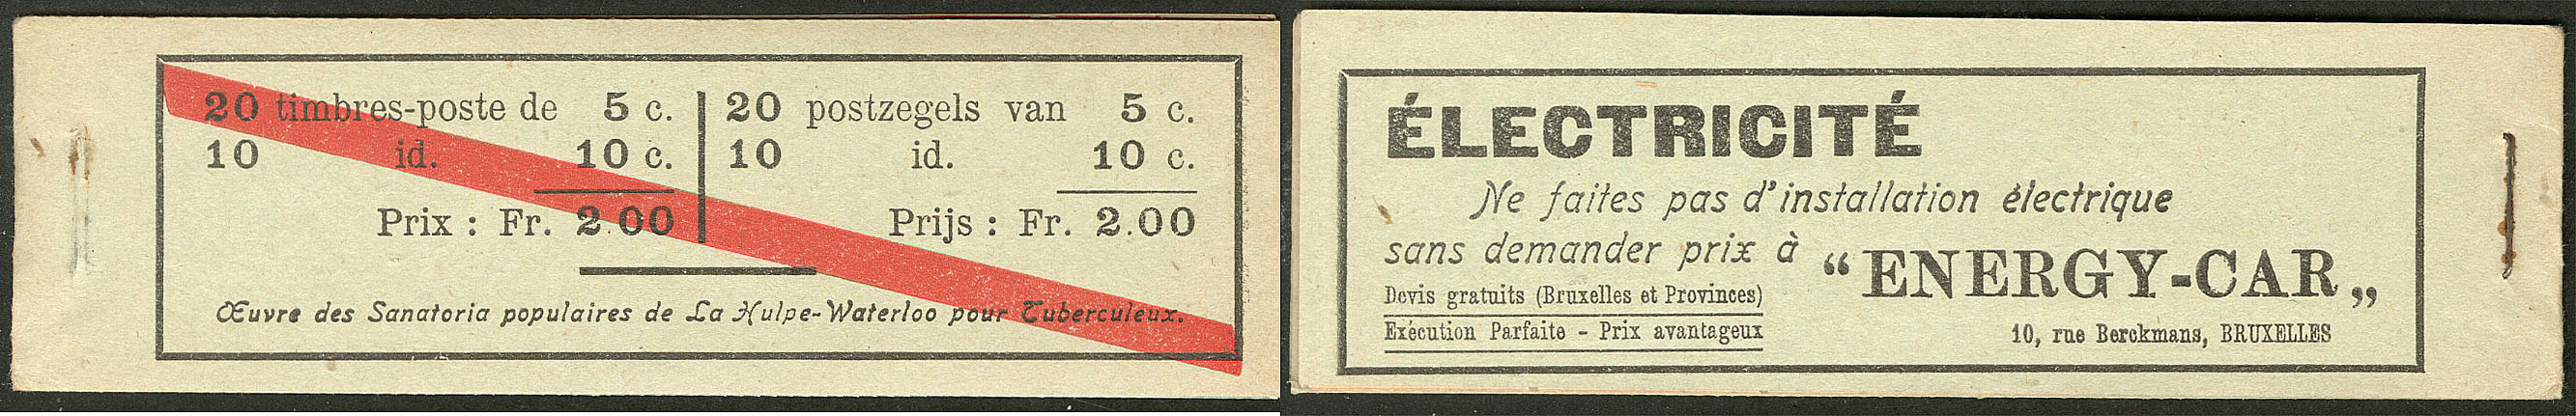 20 timbres-poste de 5 c.
10 id. 10 c.
Prix : Fr. 2.00
20 postzegels van 5 c.
10 id. 10 c.
Prijs : Fr. 2.00
Œuvre des Sanatoria populaires de La Hulpe-Waterloo pour Tuberculeux.
ÉLECTRICITÉ
Ne faites pas d'installation électrique
sans demander prix à “ENERGY-CAR„
Devis gratuits (Bruxelles et Provinces)
Exécution Parfaite - Prix avantageux
10, rue Berckmans, BRUXELLES